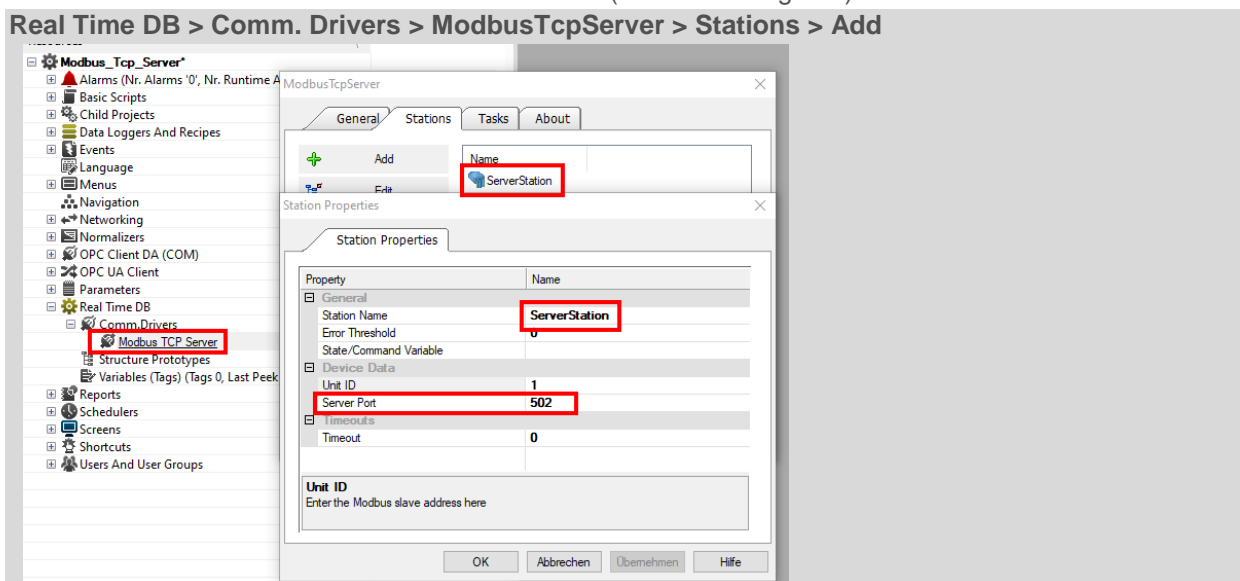 Real Time DB > Comm. Drivers > ModbusTcpServer > Stations > Add
Modbus_Tcp_Server*
Alarms (Nr. Alarms '0', Nr. Runtime A
Basic Scripts
Child Projects
Data Loggers And Recipes
Events
Language
Menus
Navigation
Networking
Normalizers
OPC Client DA (COM)
OPC UA Client
Parameters
Real Time DB
Comm.Drivers
Modbus TCP Server
Structure Prototypes
Variables (Tags) (Tags 0, Last Peek
Reports
Schedulers
Screens
Shortcuts
Users And User Groups
ModbusTcpServer
General Stations Tasks About
Add Name
Edit ServerStation
Station Properties
Station Properties
Property Name
General
Station Name ServerStation
Error Threshold 0
State/Command Variable
Device Data
Unit ID 1
Server Port 502
Timeouts
Timeout 0
Unit ID
Enter the Modbus slave address here
OK Abbrechen Übernehmen Hilfe